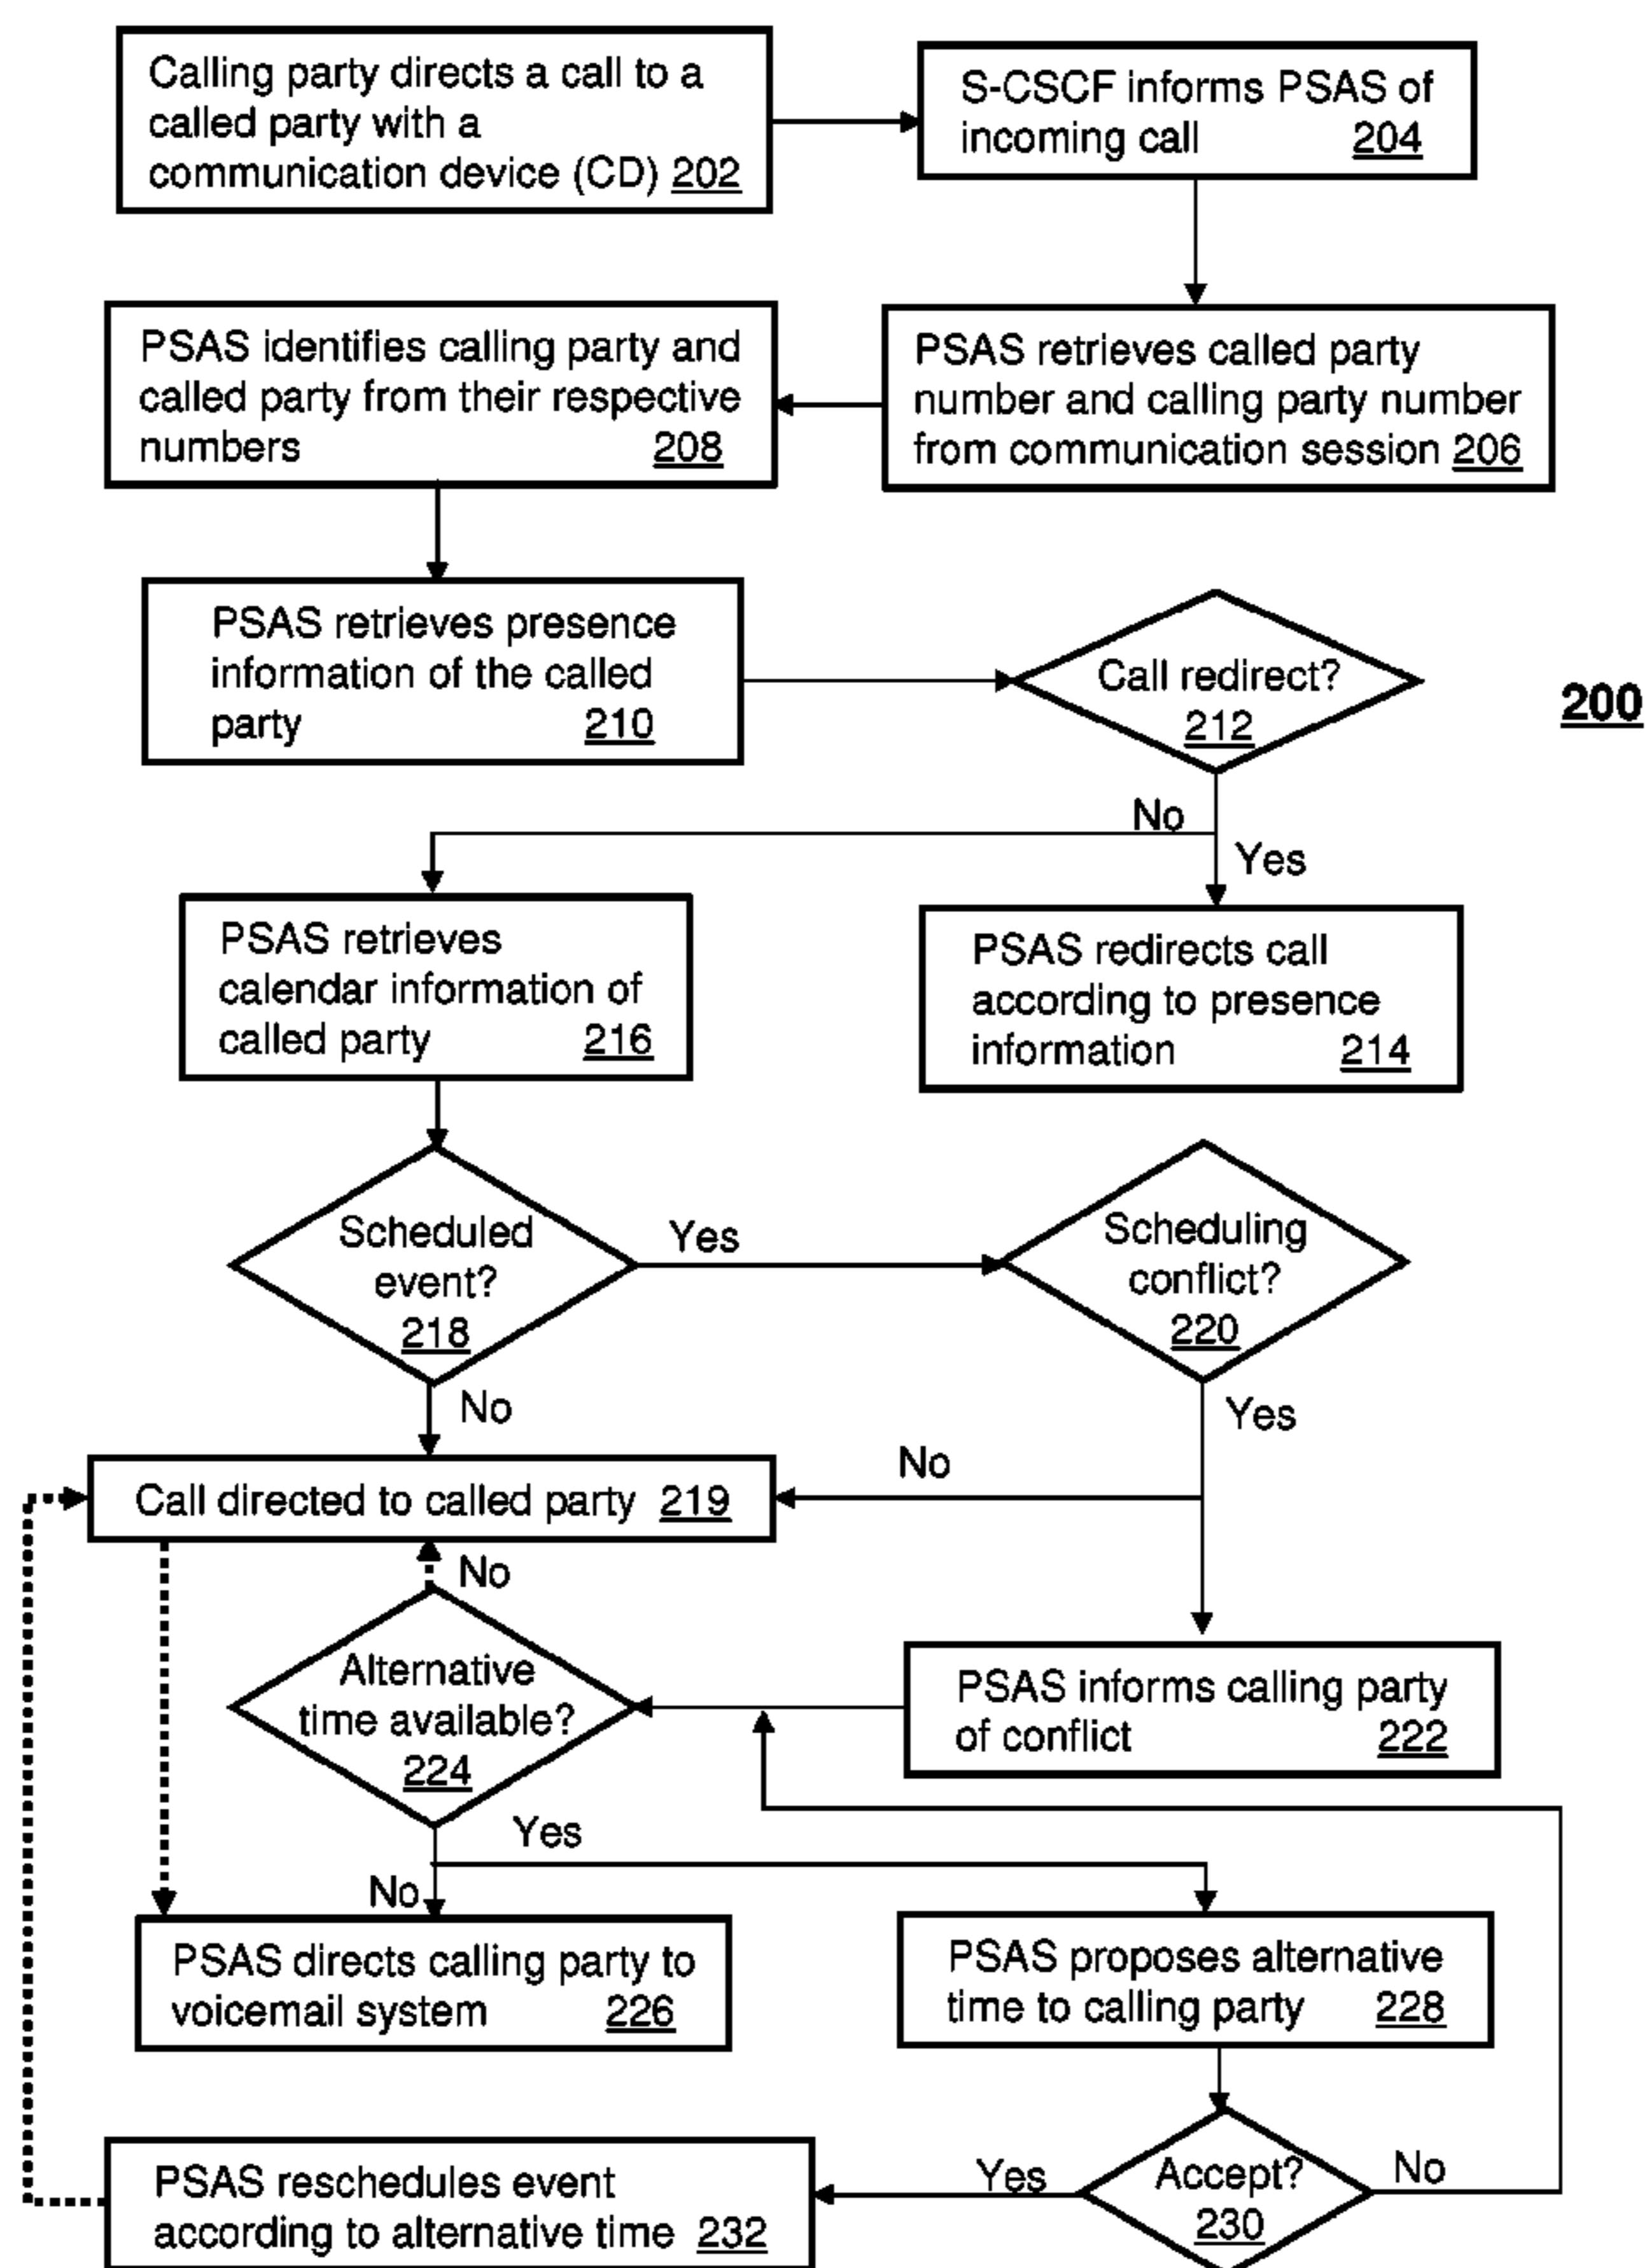 Calling party directs a call to a
called party with a
communication device (CD) 202
S-CSCF informs PSAS of
incoming call 204
PSAS identifies calling party and
called party from their respective
numbers 208
PSAS retrieves called party
number and calling party number
from communication session 206
PSAS retrieves presence
information of the called
party 210
Call redirect?
212
200
No
Yes
PSAS retrieves
calendar information of
called party 216
PSAS redirects call
according to presence
information 214
Scheduled
event?
218
Yes
Scheduling
conflict?
220
No
Yes
No
Call directed to called party 219
No
Alternative
time available?
224
PSAS informs calling party
of conflict 222
Yes
No
PSAS directs calling party to
voicemail system 226
PSAS proposes alternative
time to calling party 228
PSAS reschedules event
according to alternative time 232
Yes
Accept?
230
No